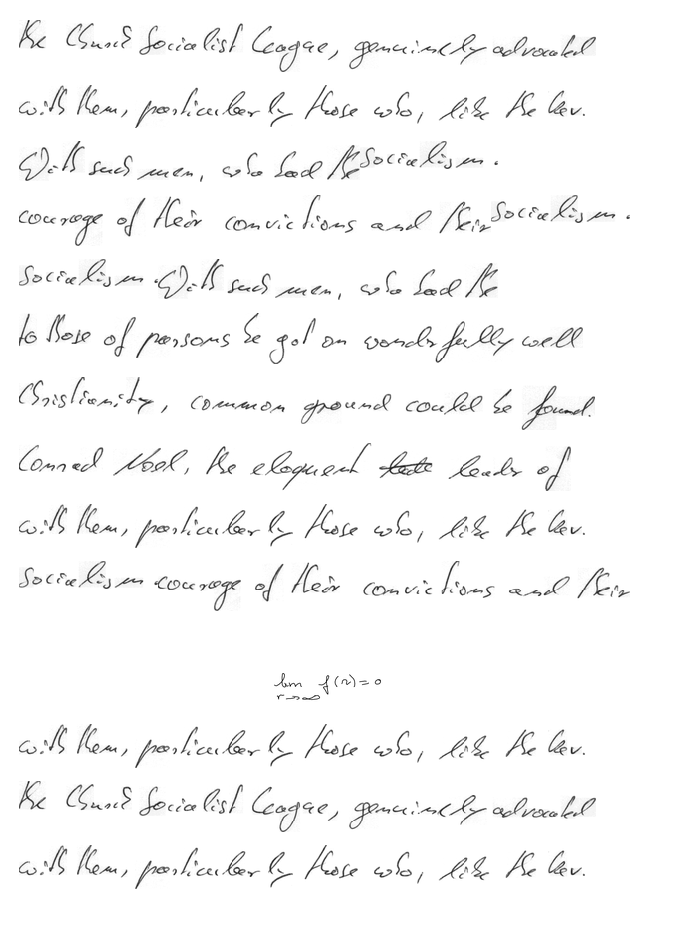 the Church Socialist League, genuinely advocated
with them, particularly those who, like the Rev.
With such men, who had the Socialism.
courage of their convictions and their Socialism.
Socialism. With such men, who had the
to those of persons he got on wonderfully well
Christianity, common ground could be found.
Conrad Noel, the eloquent leader of
with them, particularly those who, like the Rev.
Socialism courage of their convictions and their
lim f(r) = 0
r→∞
with them, particularly those who, like the Rev.
the Church Socialist League, genuinely advocated
with them, particularly those who, like the Rev.